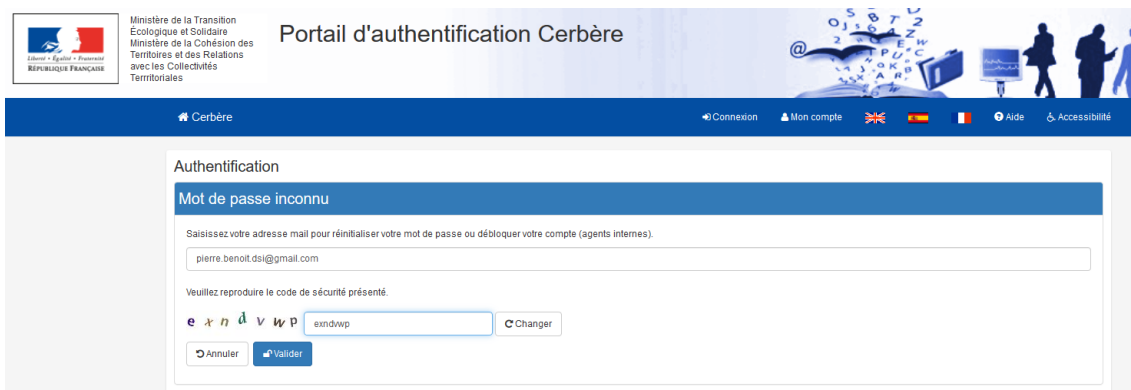 Ministère de la Transition
Écologique et Solidaire
Ministère de la Cohésion des
Territoires et des Relations
avec les Collectivités
Terrritoriales
Liberté • Égalité • Fraternité
RÉPUBLIQUE FRANÇAISE
Portail d'authentification Cerbère
Cerbère
Connexion
Mon compte
Aide
Accessibilité
Authentification
Mot de passe inconnu
Saisissez votre adresse mail pour réinitialiser votre mot de passe ou débloquer votre compte (agents internes).
pierre.benoit.dsi@gmail.com
Veuillez reproduire le code de sécurité présenté.
e x n d v w p exndvwp Changer
Annuler Valider